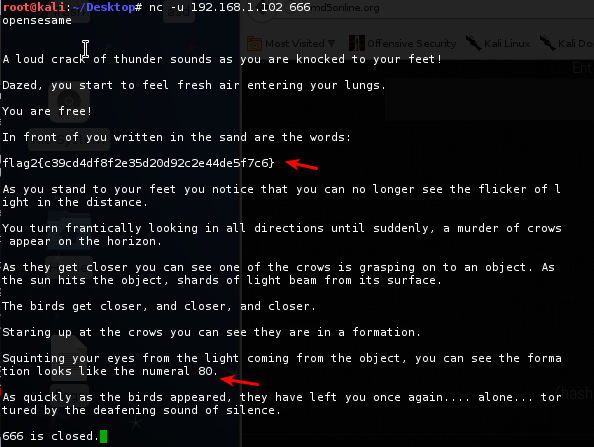 root@kali:~/Desktop# nc -u 192.168.1.102 666
md5online.org
opensesame
Most Visited
Offensive Security
Kali Linux
Kali Do
A loud crack of thunder sounds as you are knocked to your feet!
Dazed, you start to feel fresh air entering your lungs.
You are free!
In front of you written in the sand are the words:
flag2{c39cd4df8f2e35d20d92c2e44de5f7c6}
As you stand to your feet you notice that you can no longer see the flicker of l
ight in the distance.
You turn frantically looking in all directions until suddenly, a murder of crows
appear on the horizon.
As they get closer you can see one of the crows is grasping on to an object. As
the sun hits the object, shards of light beam from its surface.
The birds get closer, and closer, and closer.
Staring up at the crows you can see they are in a formation.
Squinting your eyes from the light coming from the object, you can see the forma
tion looks like the numeral 80.
As quickly as the birds appeared, they have left you once again.... alone... tor
tured by the deafening sound of silence.
666 is closed.